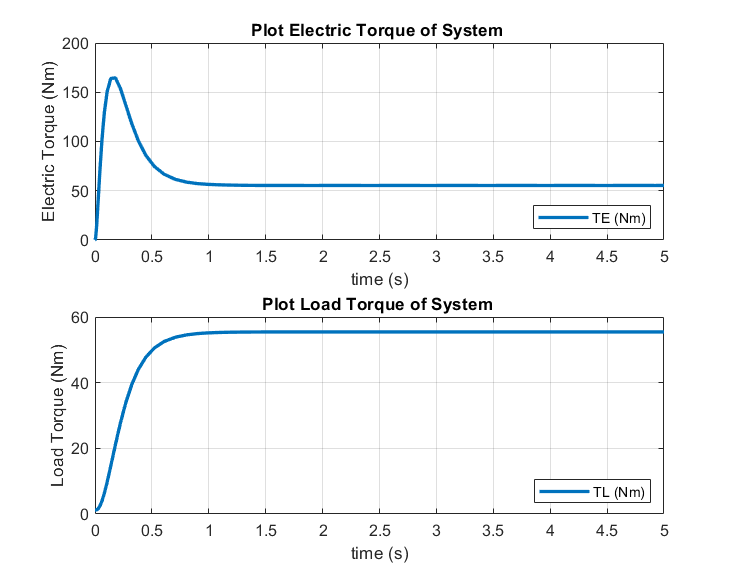 Plot Electric Torque of System
200
150
100
50
0
Electric Torque (Nm)
TE (Nm)
0 0.5 1 1.5 2 2.5 3 3.5 4 4.5 5
time (s)
Plot Load Torque of System
60
40
20
0
Load Torque (Nm)
TL (Nm)
0 0.5 1 1.5 2 2.5 3 3.5 4 4.5 5
time (s)